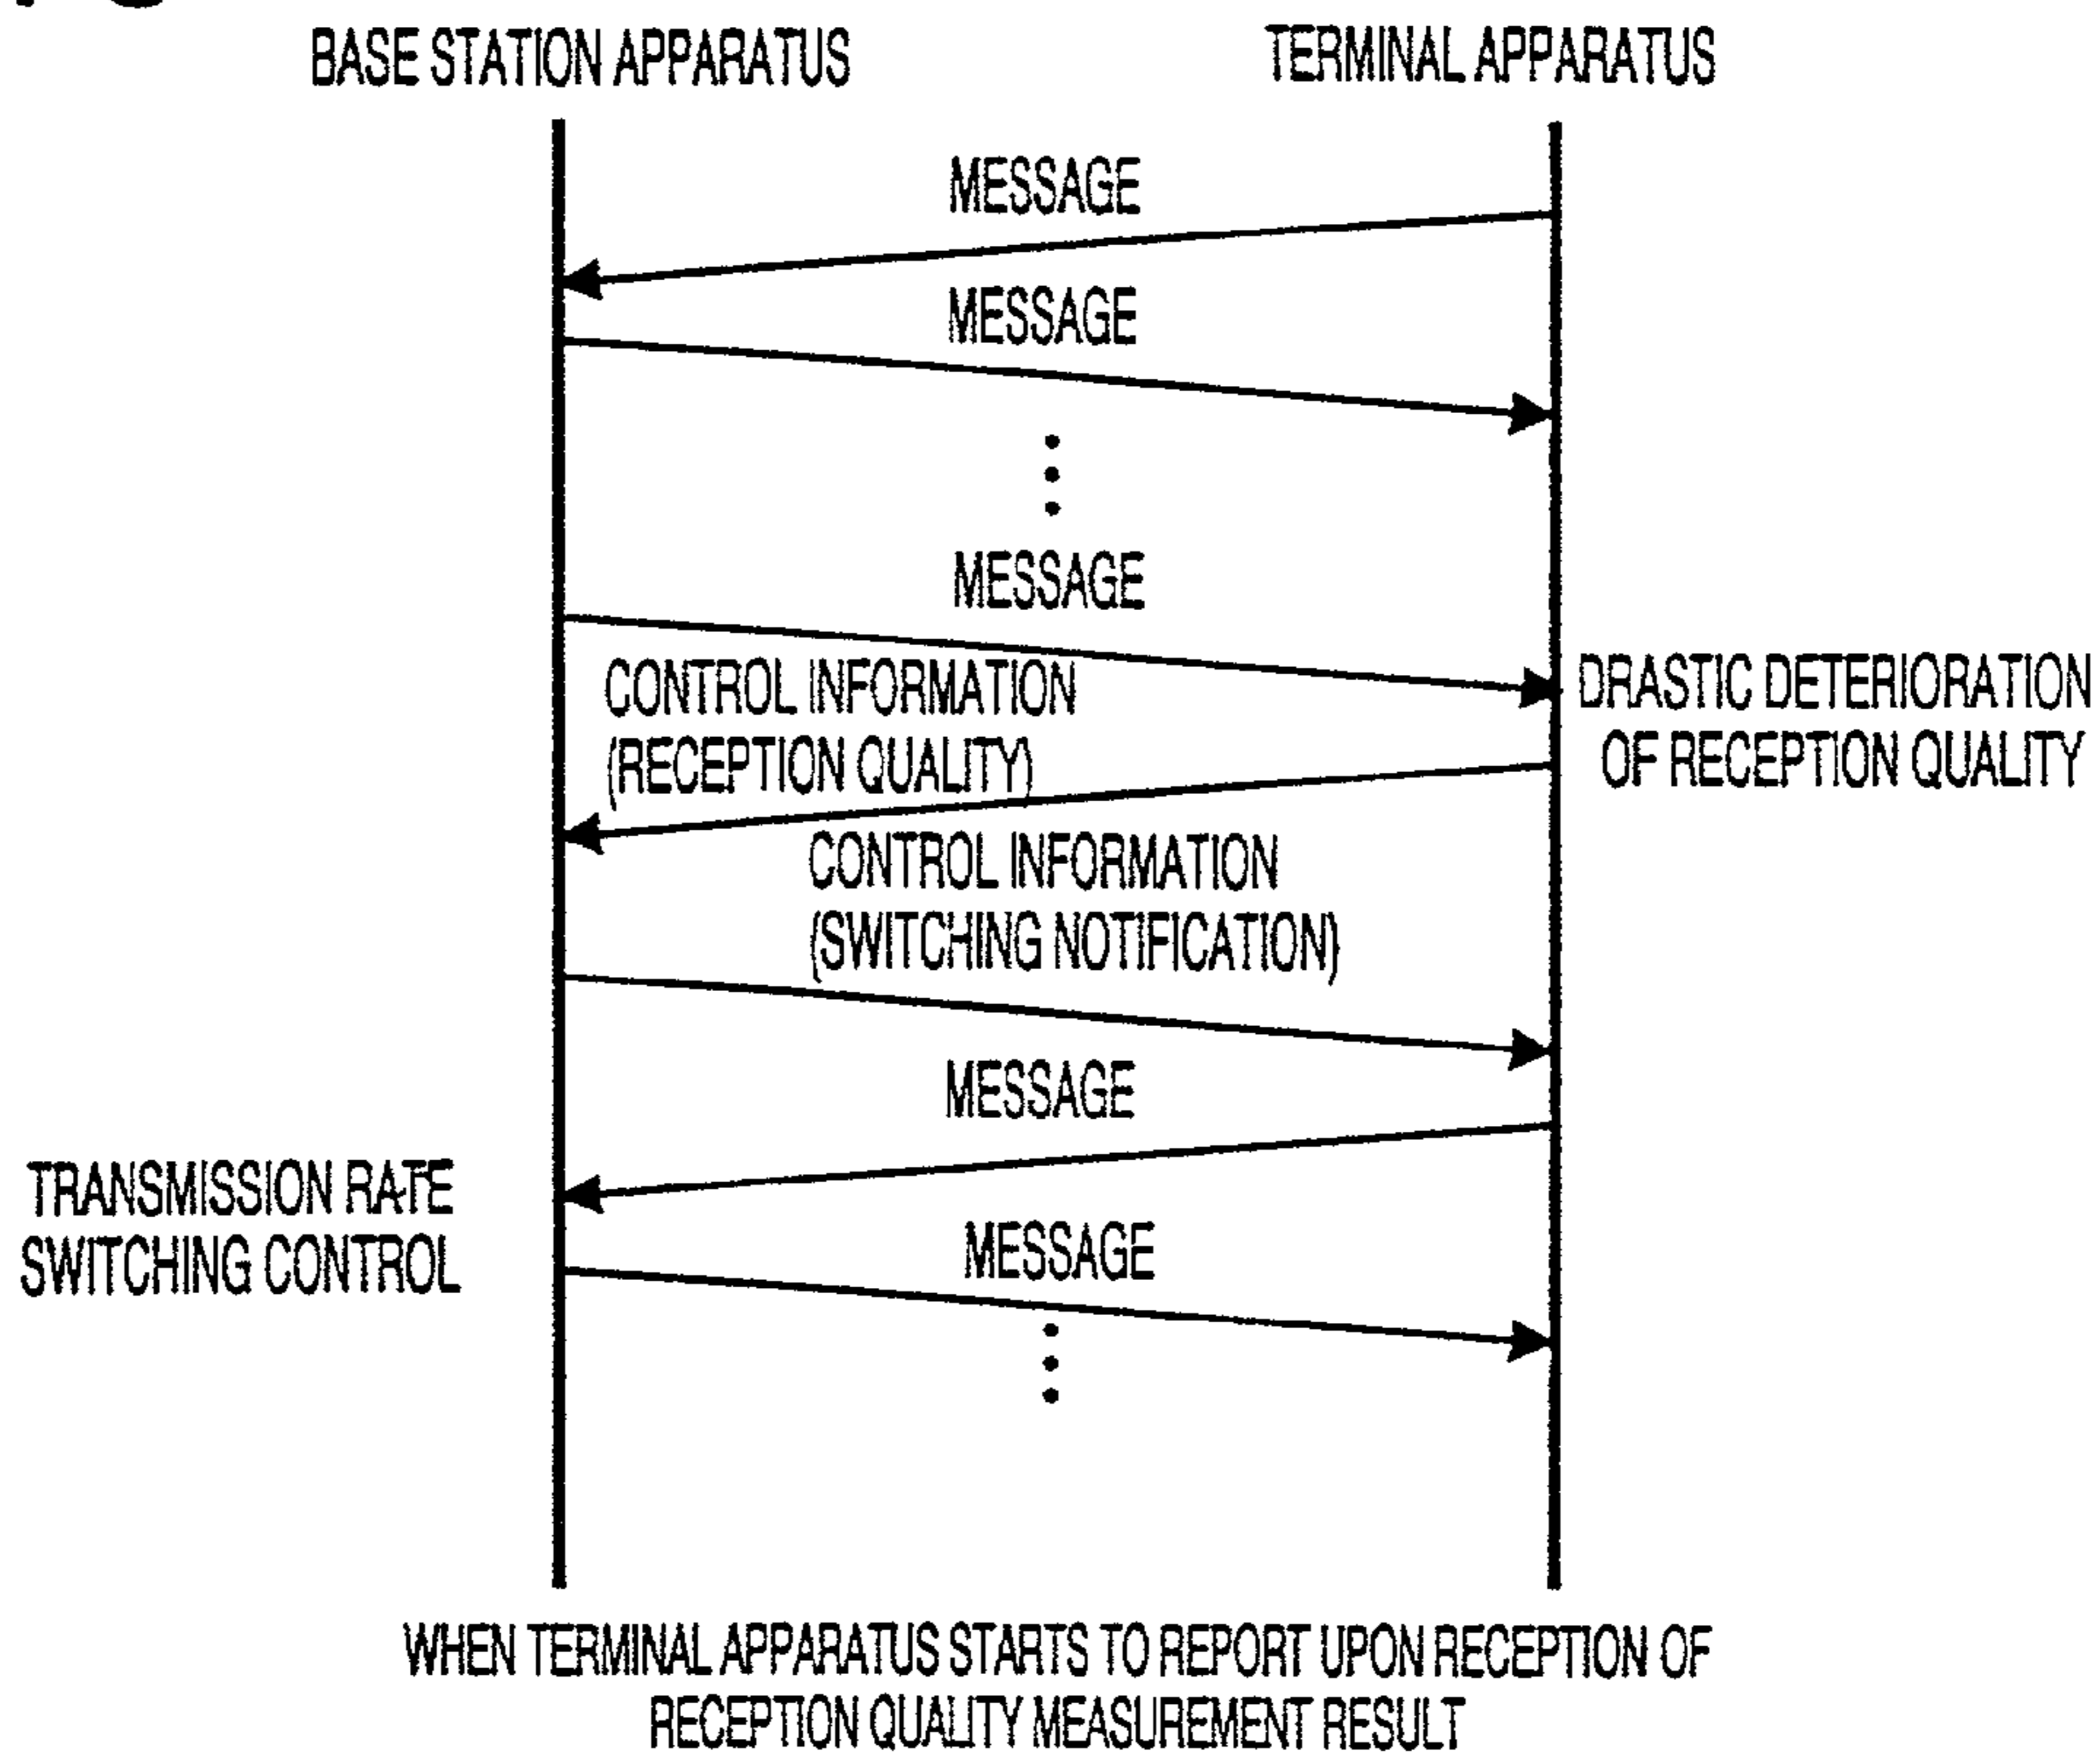 BASE STATION APPARATUS
TERMINAL APPARATUS
MESSAGE
MESSAGE
MESSAGE
CONTROL INFORMATION
(RECEPTION QUALITY)
DRASTIC DETERIORATION
OF RECEPTION QUALITY
CONTROL INFORMATION
(SWITCHING NOTIFICATION)
MESSAGE
TRANSMISSION RATE
SWITCHING CONTROL
MESSAGE
WHEN TERMINAL APPARATUS STARTS TO REPORT UPON RECEPTION OF
RECEPTION QUALITY MEASUREMENT RESULT